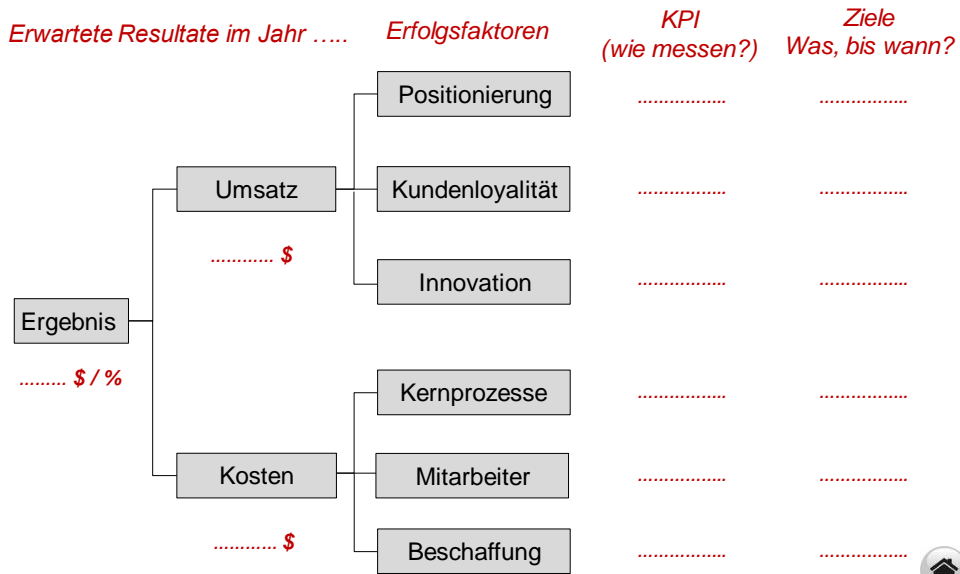 Erwartete Resultate im Jahr …..
Erfolgsfaktoren
KPI
(wie messen?)
Ziele
Was, bis wann?
Positionierung
.................
.................
Umsatz
Kundenloyalität
.................
.................
............ $
Innovation
.................
.................
Ergebnis
......... $ / %
Kernprozesse
.................
.................
Kosten
Mitarbeiter
.................
.................
............ $
Beschaffung
.................
.................